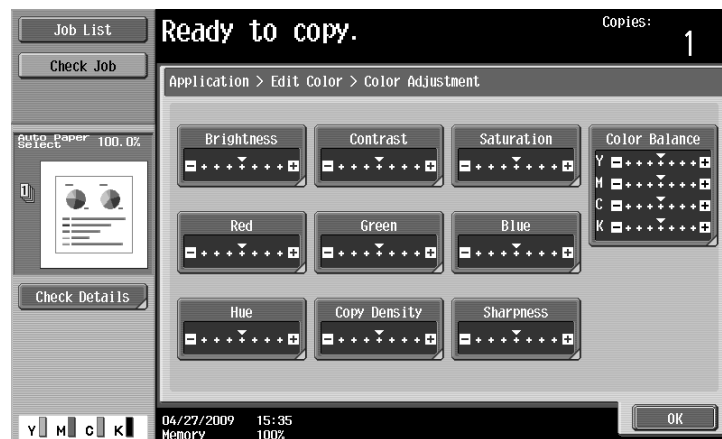 Job List
Ready to copy.
Copies:
1
Check Job
Application > Edit Color > Color Adjustment
Auto Paper
Select
100.0%
1
Brightness
Contrast
Saturation
Color Balance
Y
M
C
K
Red
Green
Blue
Check Details
Hue
Copy Density
Sharpness
04/27/2009 15:35
Memory 100%
OK
Y M C K